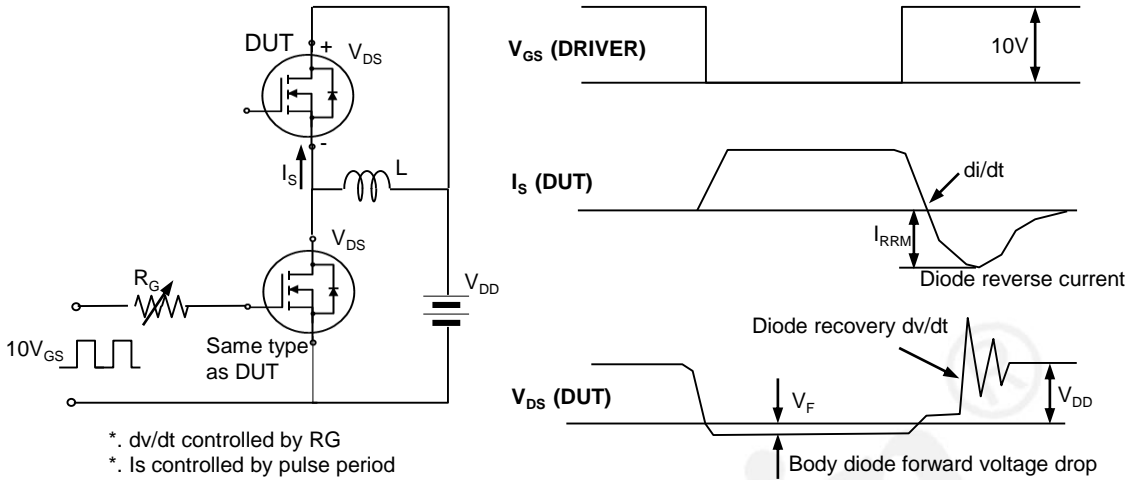 DUT
+
V_DS
-
I_S
L
V_DS
R_G
V_DD
10V_GS
Same type
as DUT
*. dv/dt controlled by RG
*. Is controlled by pulse period
V_GS (DRIVER)
10V
I_S (DUT)
di/dt
I_RRM
Diode reverse current
Diode recovery dv/dt
V_DS (DUT)
V_F
V_DD
Body diode forward voltage drop